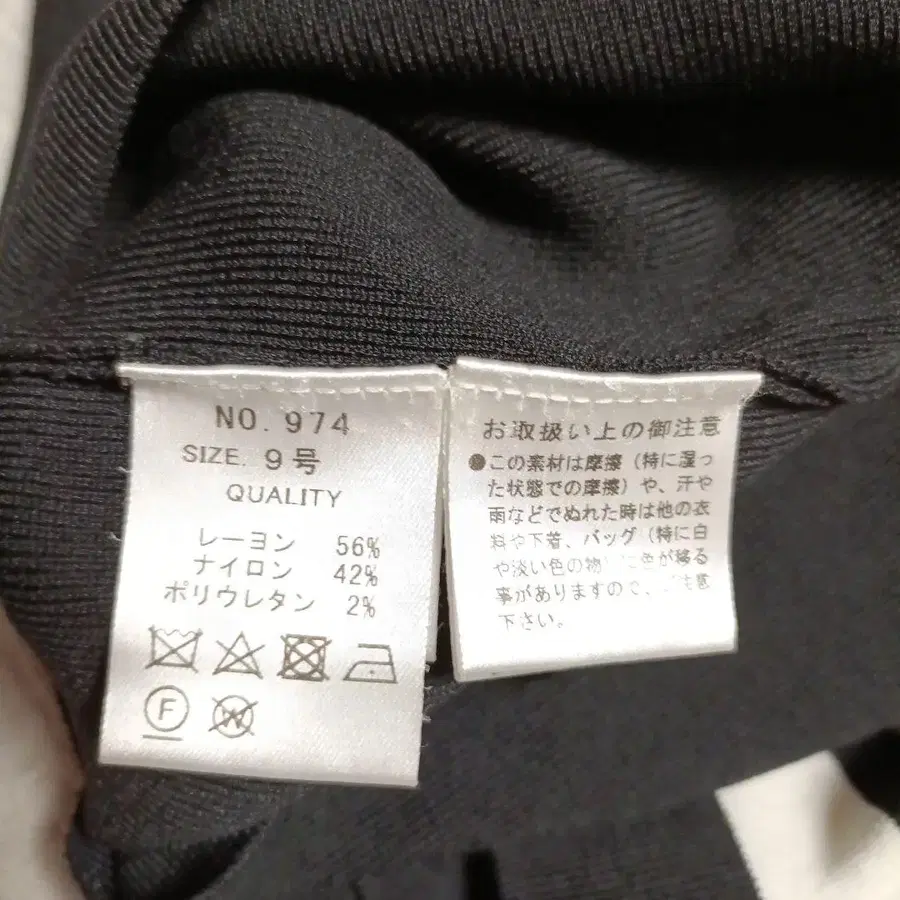 NO. 974
SIZE. 9号
QUALITY
レーヨン 56%
ナイロン 42%
ポリウレタン 2%
F
W
お取扱い上の御注意
●この素材は摩擦(特に湿っ
た状態での摩擦)や、汗や
雨などでぬれた時は他の衣
料や下着、バッグ(特に白
や淡い色の物)に色が移る
事がありますので、ご注意
下さい。